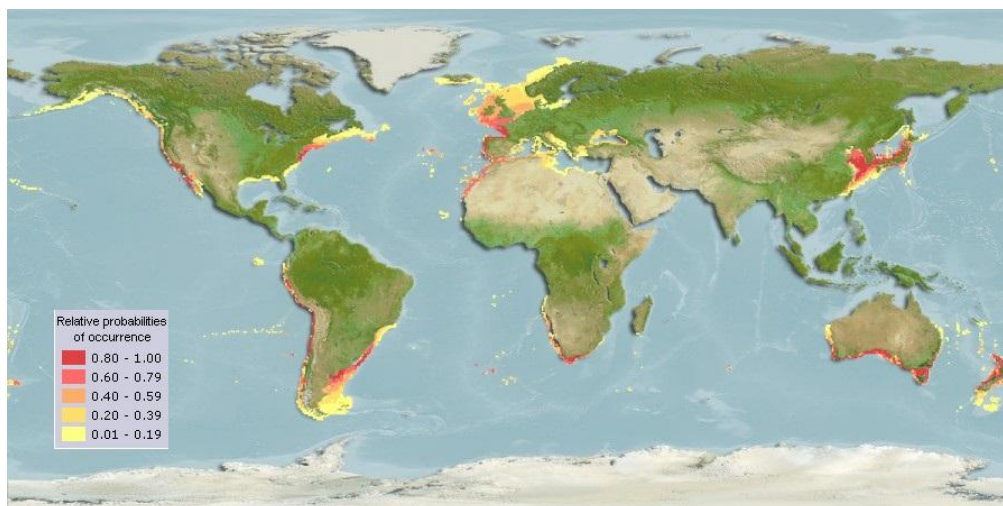 Relative probabilities
of occurrence
0.80 - 1.00
0.60 - 0.79
0.40 - 0.59
0.20 - 0.39
0.01 - 0.19